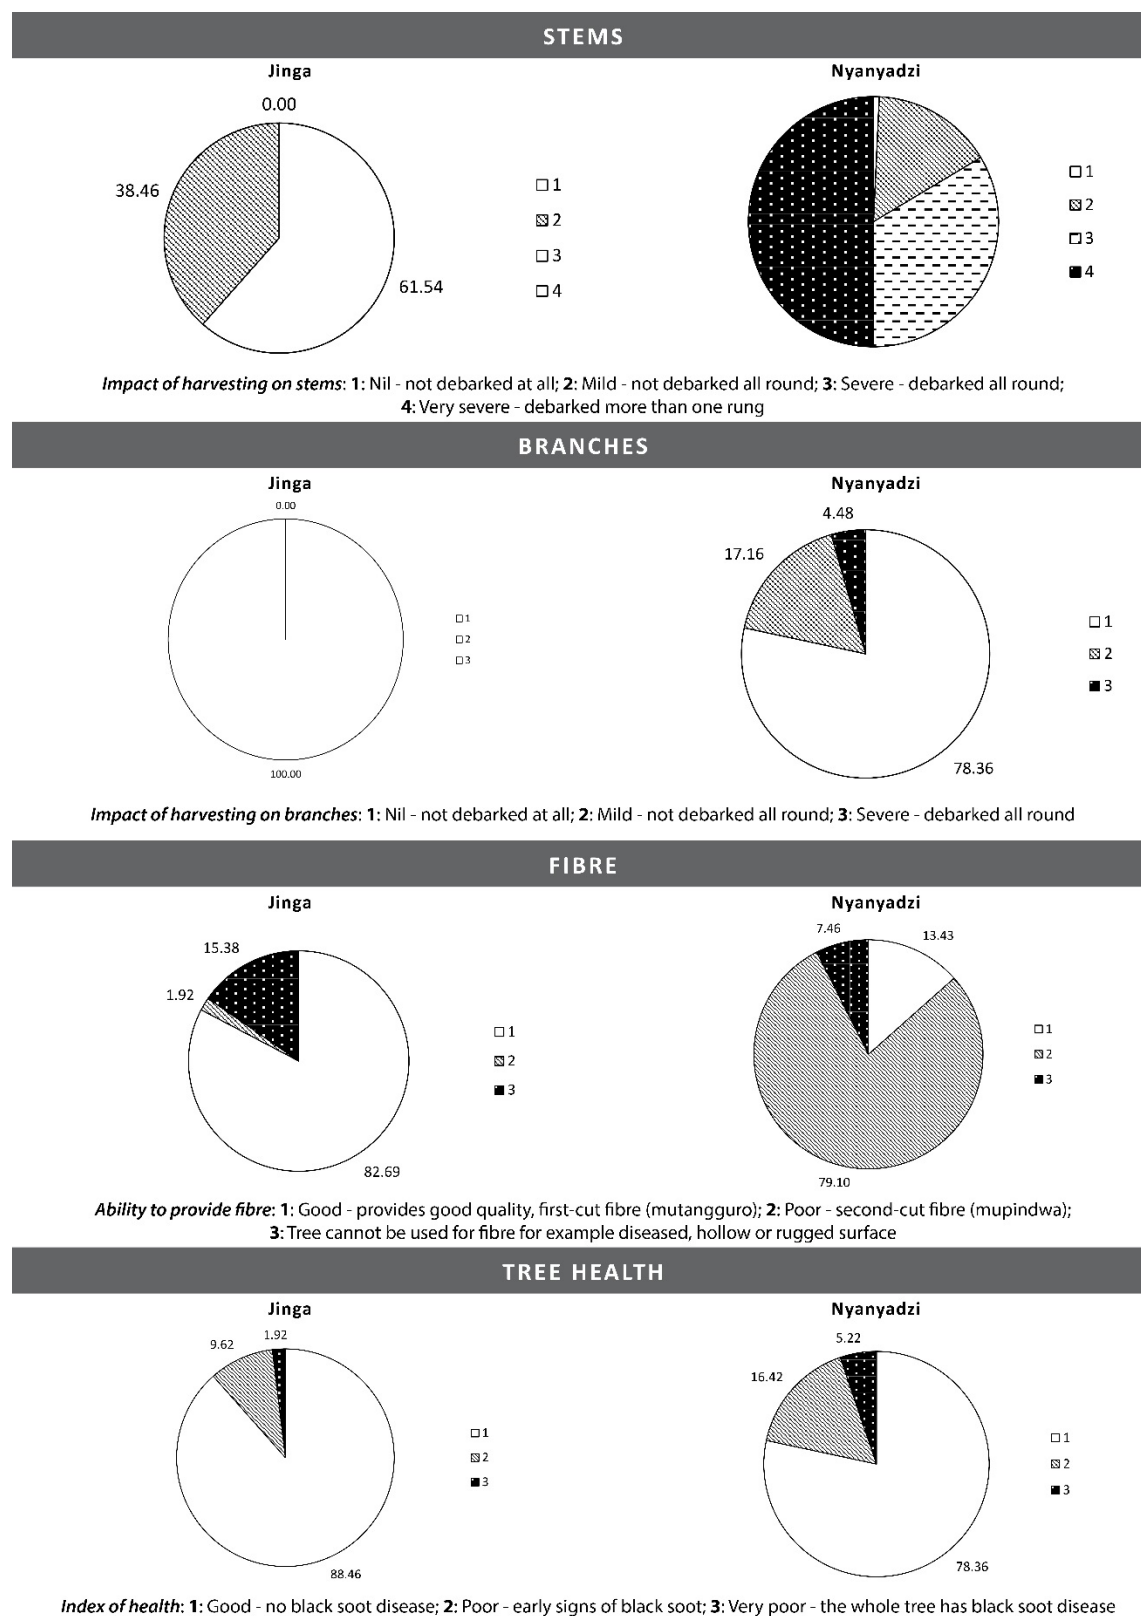 STEMS
Jinga
0.00
38.46
61.54
1
2
3
4
Nyanyadzi
1
2
3
4
Impact of harvesting on stems: 1: Nil - not debarked at all; 2: Mild - not debarked all round; 3: Severe - debarked all round;
4: Very severe - debarked more than one rung
BRANCHES
Jinga
0.00
100.00
1
2
3
Nyanyadzi
4.48
17.16
78.36
1
2
3
Impact of harvesting on branches: 1: Nil - not debarked at all; 2: Mild - not debarked all round; 3: Severe - debarked all round
FIBRE
Jinga
15.38
1.92
82.69
1
2
3
Nyanyadzi
7.46
13.43
79.10
1
2
3
Ability to provide fibre: 1: Good - provides good quality, first-cut fibre (mutangguro); 2: Poor - second-cut fibre (mupindwa);
3: Tree cannot be used for fibre for example diseased, hollow or rugged surface
TREE HEALTH
Jinga
9.62
1.92
88.46
1
2
3
Nyanyadzi
5.22
16.42
78.36
1
2
3
Index of health: 1: Good - no black soot disease; 2: Poor - early signs of black soot; 3: Very poor - the whole tree has black soot disease